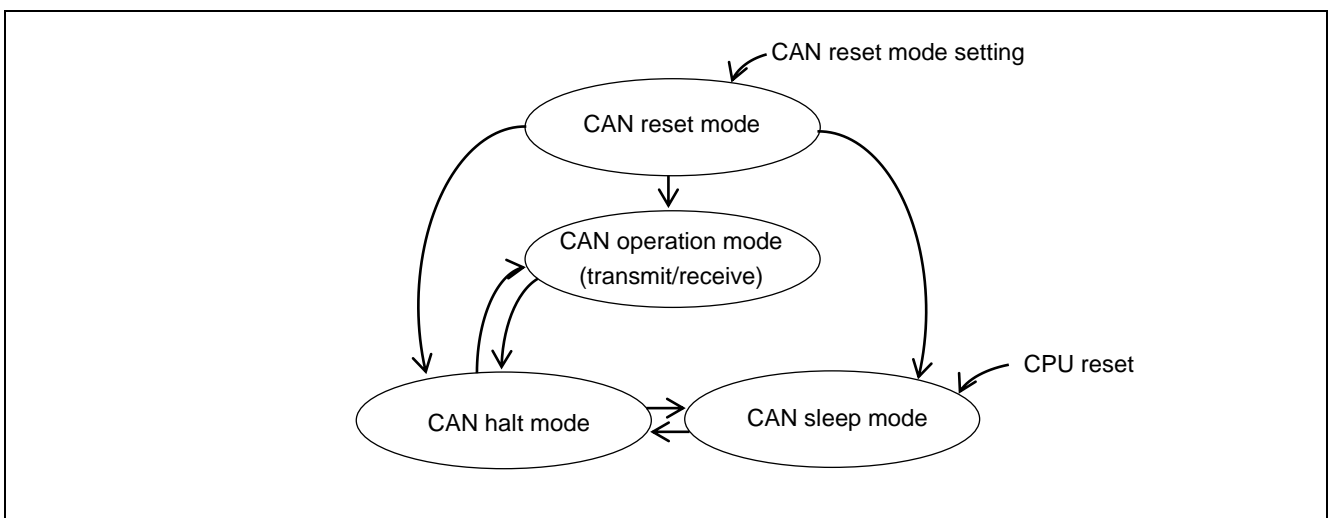 CAN reset mode setting
CAN reset mode
CAN operation mode
(transmit/receive)
CPU reset
CAN halt mode
CAN sleep mode